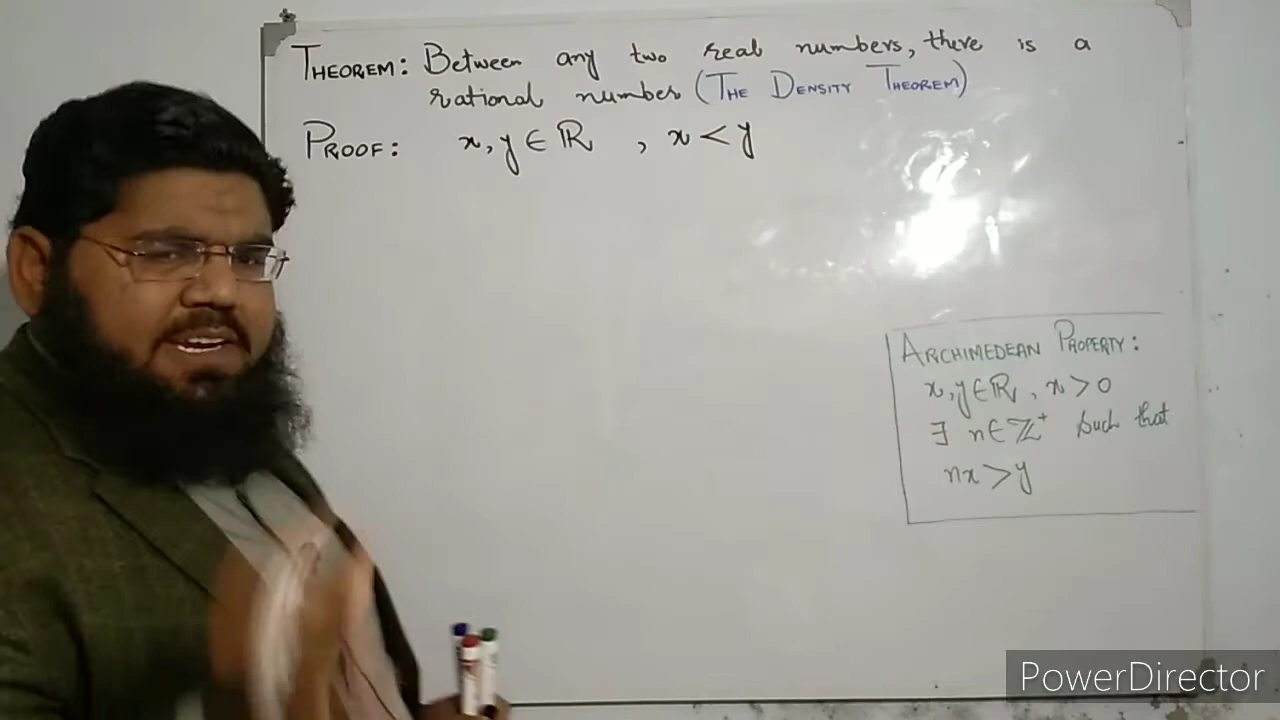 THEOREM: Between any two real numbers, there is a
rational number (THE DENSITY THEOREM)
PROOF: x, y ∈ ℝ , x < y
ARCHIMEDEAN PROPERTY:
x, y ∈ ℝ, x > 0
∃ n ∈ ℤ⁺ such that
nx > y
PowerDirector